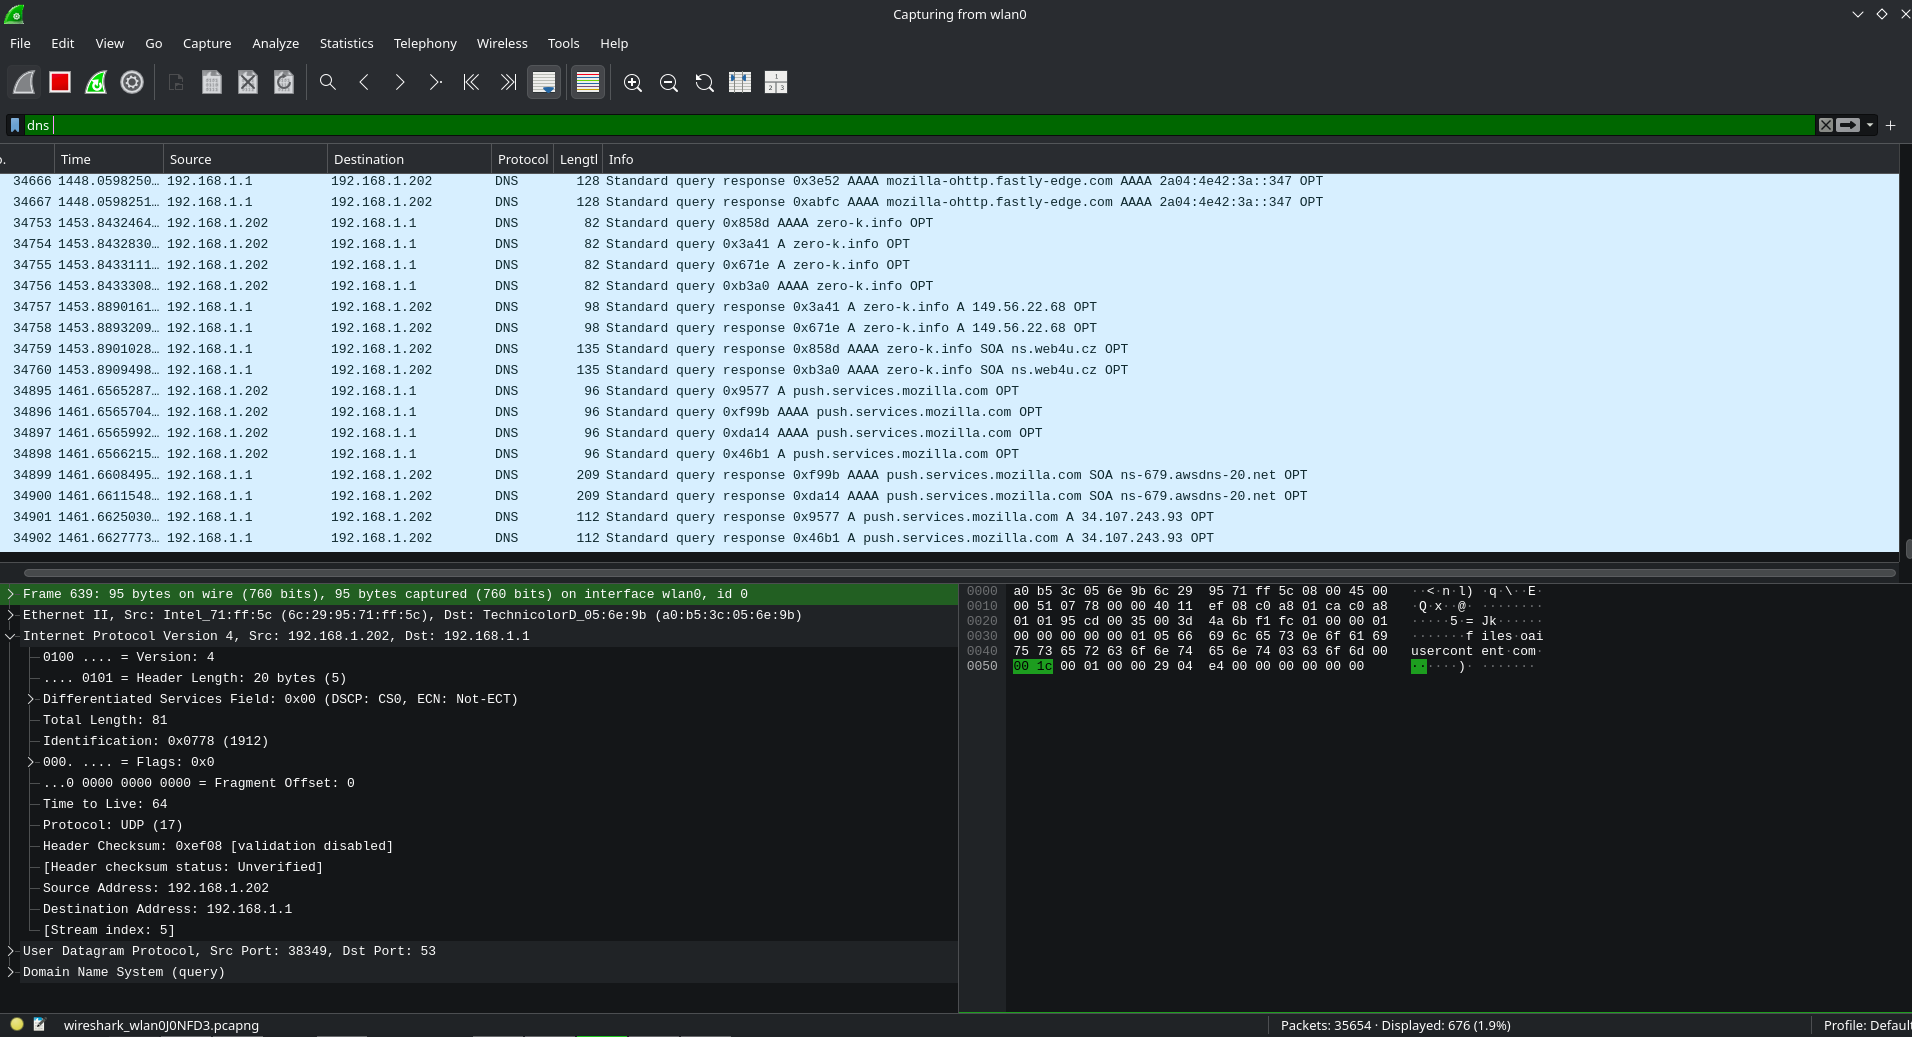 Capturing from wlan0
File Edit View Go Capture Analyze Statistics Telephony Wireless Tools Help
dns
Time Source Destination Protocol Lengtl Info
34666 1448.0598250… 192.168.1.1 192.168.1.202 DNS 128 Standard query response 0x3e52 AAAA mozilla-ohttp.fastly-edge.com AAAA 2a04:4e42:3a::347 OPT
34667 1448.0598251… 192.168.1.1 192.168.1.202 DNS 128 Standard query response 0xabfc AAAA mozilla-ohttp.fastly-edge.com AAAA 2a04:4e42:3a::347 OPT
34753 1453.8432464… 192.168.1.202 192.168.1.1 DNS 82 Standard query 0x858d AAAA zero-k.info OPT
34754 1453.8432830… 192.168.1.202 192.168.1.1 DNS 82 Standard query 0x3a41 A zero-k.info OPT
34755 1453.8433111… 192.168.1.202 192.168.1.1 DNS 82 Standard query 0x671e A zero-k.info OPT
34756 1453.8433308… 192.168.1.202 192.168.1.1 DNS 82 Standard query 0xb3a0 AAAA zero-k.info OPT
34757 1453.8890161… 192.168.1.1 192.168.1.202 DNS 98 Standard query response 0x3a41 A zero-k.info A 149.56.22.68 OPT
34758 1453.8893209… 192.168.1.1 192.168.1.202 DNS 98 Standard query response 0x671e A zero-k.info A 149.56.22.68 OPT
34759 1453.8901028… 192.168.1.1 192.168.1.202 DNS 135 Standard query response 0x858d AAAA zero-k.info SOA ns.web4u.cz OPT
34760 1453.8909498… 192.168.1.1 192.168.1.202 DNS 135 Standard query response 0xb3a0 AAAA zero-k.info SOA ns.web4u.cz OPT
34895 1461.6565287… 192.168.1.202 192.168.1.1 DNS 96 Standard query 0x9577 A push.services.mozilla.com OPT
34896 1461.6565704… 192.168.1.202 192.168.1.1 DNS 96 Standard query 0xf99b AAAA push.services.mozilla.com OPT
34897 1461.6565992… 192.168.1.202 192.168.1.1 DNS 96 Standard query 0xda14 AAAA push.services.mozilla.com OPT
34898 1461.6566215… 192.168.1.202 192.168.1.1 DNS 96 Standard query 0x46b1 A push.services.mozilla.com OPT
34899 1461.6608495… 192.168.1.1 192.168.1.202 DNS 209 Standard query response 0xf99b AAAA push.services.mozilla.com SOA ns-679.awsdns-20.net OPT
34900 1461.6611548… 192.168.1.1 192.168.1.202 DNS 209 Standard query response 0xda14 AAAA push.services.mozilla.com SOA ns-679.awsdns-20.net OPT
34901 1461.6625030… 192.168.1.1 192.168.1.202 DNS 112 Standard query response 0x9577 A push.services.mozilla.com A 34.107.243.93 OPT
34902 1461.6627773… 192.168.1.1 192.168.1.202 DNS 112 Standard query response 0x46b1 A push.services.mozilla.com A 34.107.243.93 OPT
Frame 639: 95 bytes on wire (760 bits), 95 bytes captured (760 bits) on interface wlan0, id 0
Ethernet II, Src: Intel_71:ff:5c (6c:29:95:71:ff:5c), Dst: TechnicolorD_05:6e:9b (a0:b5:3c:05:6e:9b)
Internet Protocol Version 4, Src: 192.168.1.202, Dst: 192.168.1.1
0100 .... = Version: 4
.... 0101 = Header Length: 20 bytes (5)
Differentiated Services Field: 0x00 (DSCP: CS0, ECN: Not-ECT)
Total Length: 81
Identification: 0x0778 (1912)
000. .... = Flags: 0x0
...0 0000 0000 0000 = Fragment Offset: 0
Time to Live: 64
Protocol: UDP (17)
Header Checksum: 0xef08 [validation disabled]
[Header checksum status: Unverified]
Source Address: 192.168.1.202
Destination Address: 192.168.1.1
[Stream index: 5]
User Datagram Protocol, Src Port: 38349, Dst Port: 53
Domain Name System (query)
0000 a0 b5 3c 05 6e 9b 6c 29 95 71 ff 5c 08 00 45 00 ··<·n·l) ·q·\··E·
0010 00 51 07 78 00 00 40 11 ef 08 c0 a8 01 ca c0 a8 ·Q·x··@· ········
0020 01 01 95 cd 00 35 00 3d 4a 6b f1 fc 01 00 00 01 ·····5·= Jk······
0030 00 00 00 00 00 01 05 66 69 6c 65 73 0e 6f 61 69 ·······f iles·oai
0040 75 73 65 72 63 6f 6e 74 65 6e 74 03 63 6f 6d 00 usercont ent·com·
0050 00 1c 00 01 00 00 29 04 e4 00 00 00 00 00 00 ······)· ·······
wireshark_wlan0J0NFD3.pcapng
Packets: 35654 · Displayed: 676 (1.9%)
Profile: Defaul